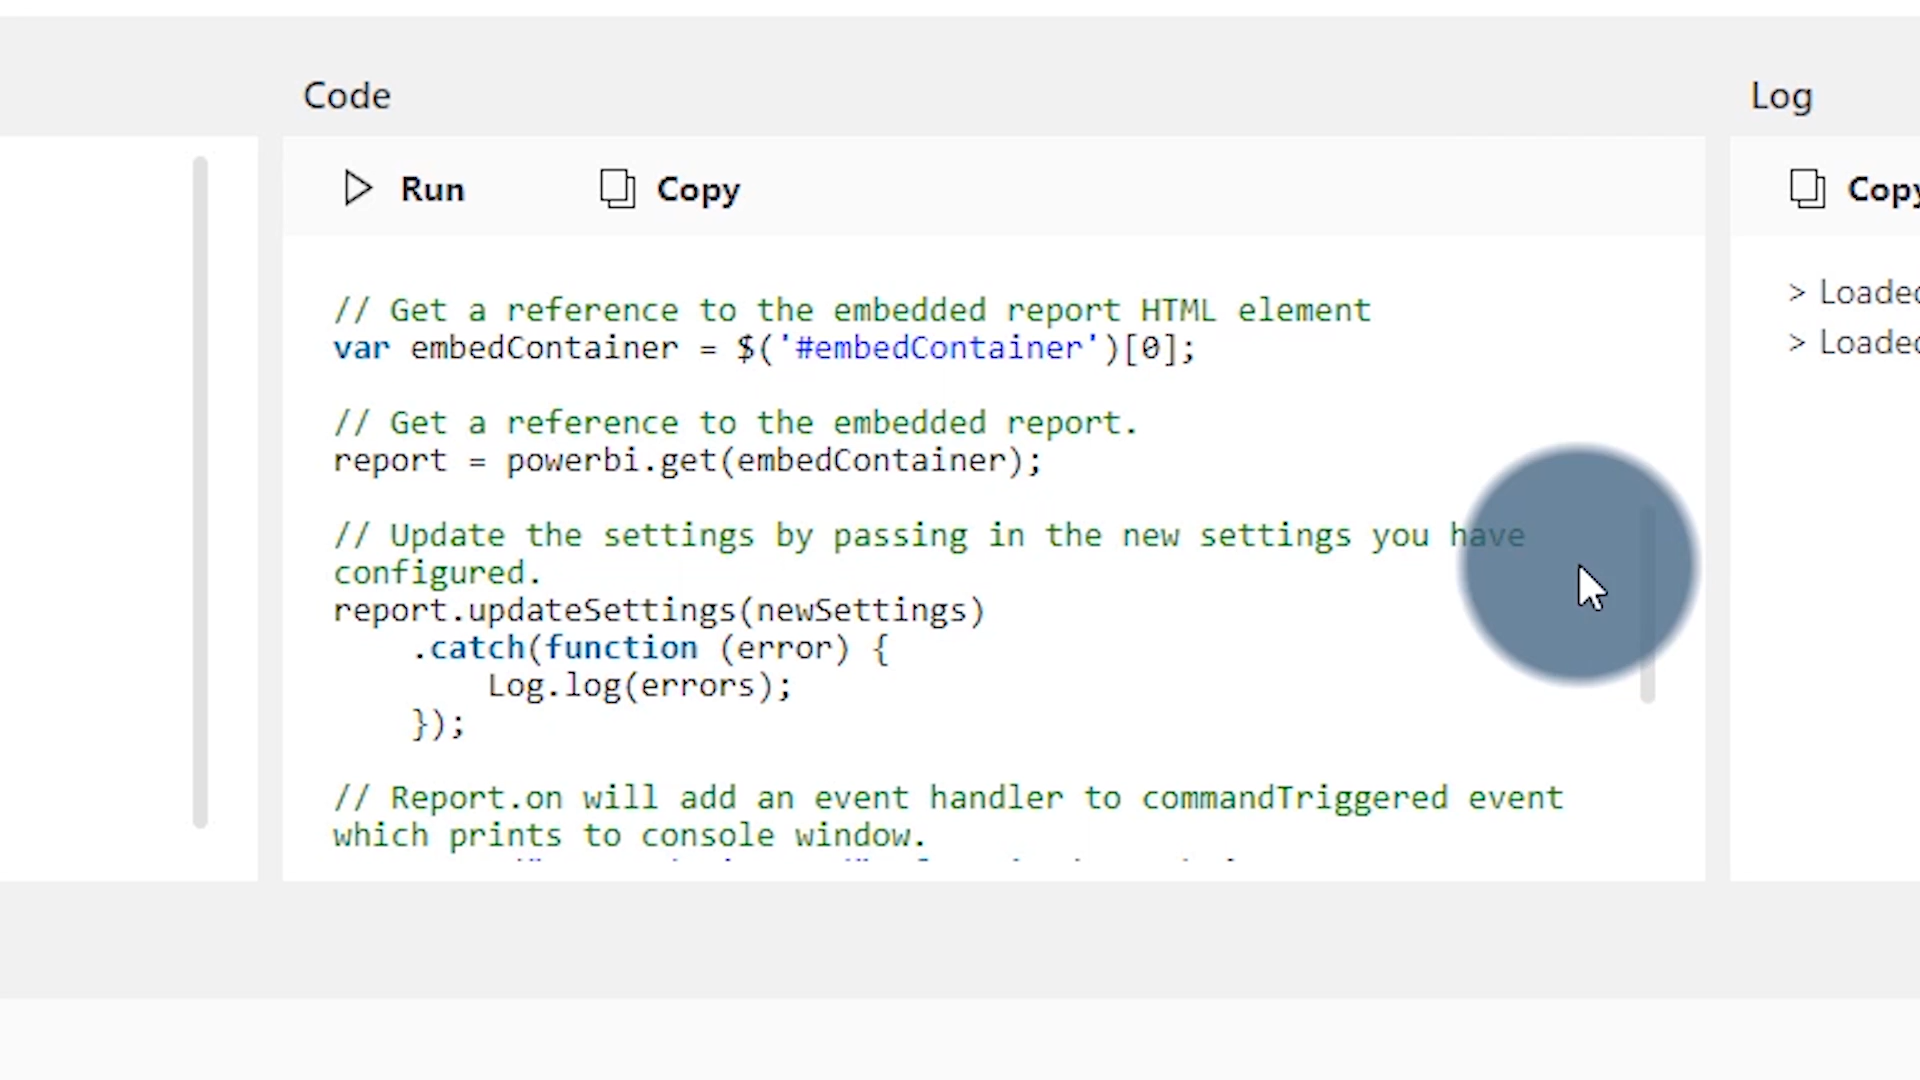 Code
Log
Run
Copy
Copy
// Get a reference to the embedded report HTML element
var embedContainer = $('#embedContainer')[0];
// Get a reference to the embedded report.
report = powerbi.get(embedContainer);
// Update the settings by passing in the new settings you have
configured.
report.updateSettings(newSettings)
.catch(function (error) {
Log.log(errors);
});
// Report.on will add an event handler to commandTriggered event
which prints to console window.
> Loaded
> Loaded